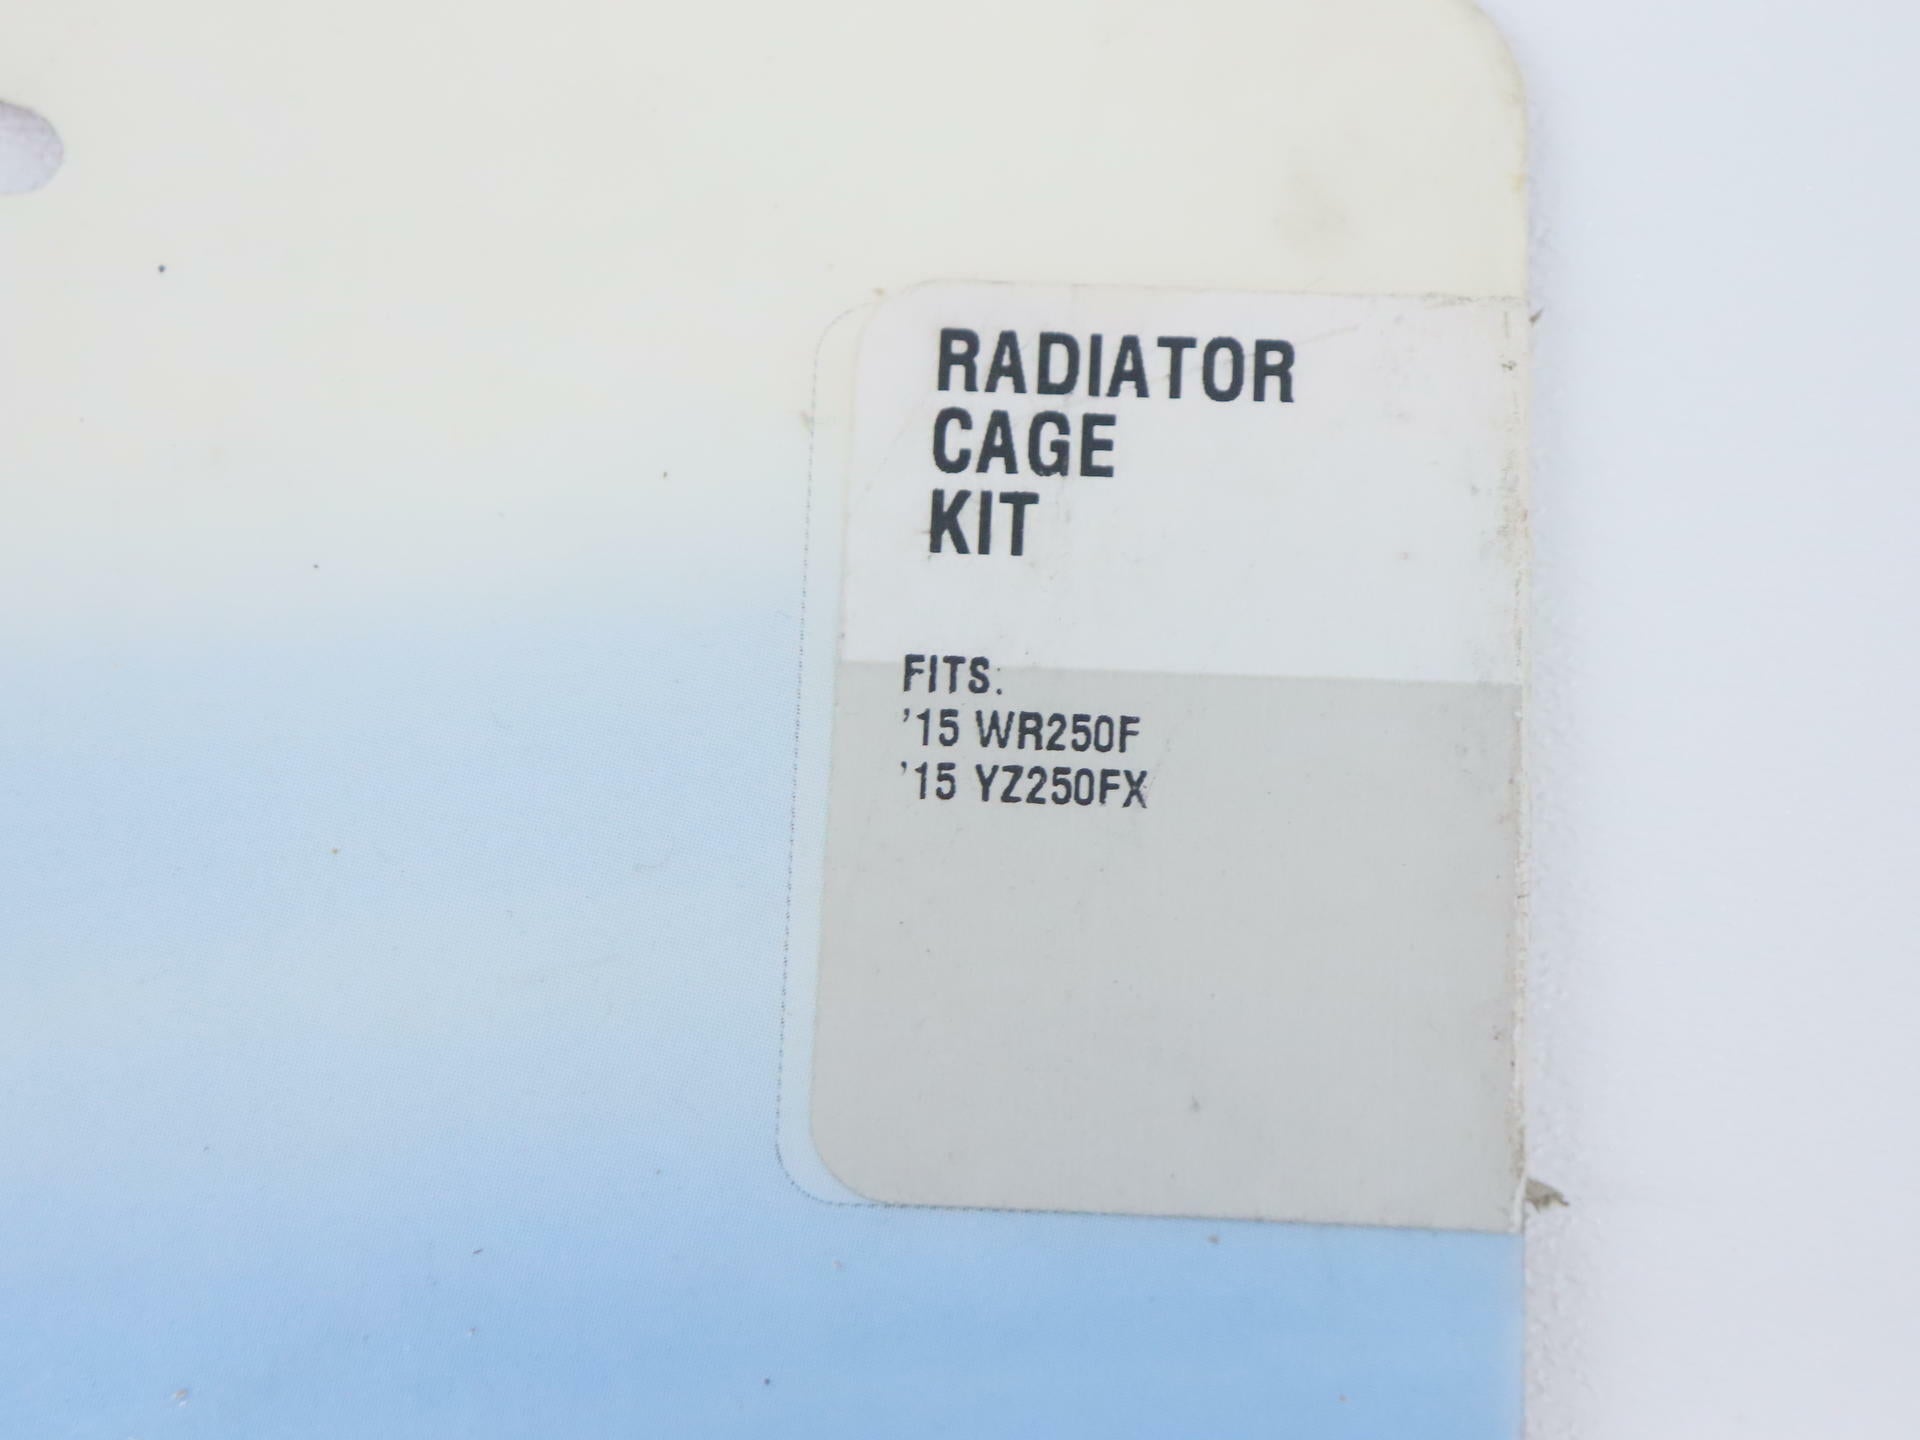 RADIATOR
CAGE
KIT
FITS:
'15 WR250F
'15 YZ250FX